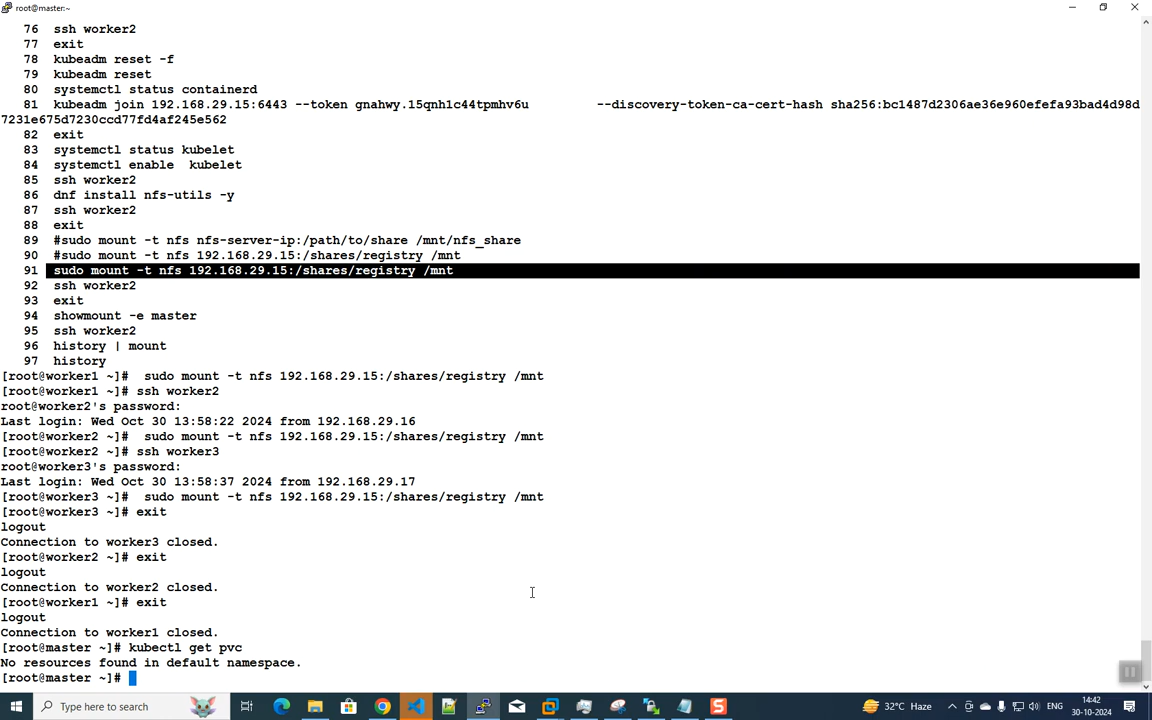 root@master:~
76 ssh worker2
77 exit
78 kubeadm reset -f
79 kubeadm reset
80 systemctl status containerd
81 kubeadm join 192.168.29.15:6443 --token gnahwy.15qnh1c44tpmhv6u --discovery-token-ca-cert-hash sha256:bc1487d2306ae36e960efefa93bad4d98d
7231e675d7230ccd77fd4af245e562
82 exit
83 systemctl status kubelet
84 systemctl enable  kubelet
85 ssh worker2
86 dnf install nfs-utils -y
87 ssh worker2
88 exit
89 #sudo mount -t nfs nfs-server-ip:/path/to/share /mnt/nfs_share
90 #sudo mount -t nfs 192.168.29.15:/shares/registry /mnt
91 sudo mount -t nfs 192.168.29.15:/shares/registry /mnt
92 ssh worker2
93 exit
94 showmount -e master
95 ssh worker2
96 history | mount
97 history
[root@worker1 ~]#  sudo mount -t nfs 192.168.29.15:/shares/registry /mnt
[root@worker1 ~]# ssh worker2
root@worker2's password:
Last login: Wed Oct 30 13:58:22 2024 from 192.168.29.16
[root@worker2 ~]#  sudo mount -t nfs 192.168.29.15:/shares/registry /mnt
[root@worker2 ~]# ssh worker3
root@worker3's password:
Last login: Wed Oct 30 13:58:37 2024 from 192.168.29.17
[root@worker3 ~]#  sudo mount -t nfs 192.168.29.15:/shares/registry /mnt
[root@worker3 ~]# exit
logout
Connection to worker3 closed.
[root@worker2 ~]# exit
logout
Connection to worker2 closed.
[root@worker1 ~]# exit
logout
Connection to worker1 closed.
[root@master ~]# kubectl get pvc
No resources found in default namespace.
[root@master ~]#
Type here to search
32°C Haze
ENG
14:42
30-10-2024